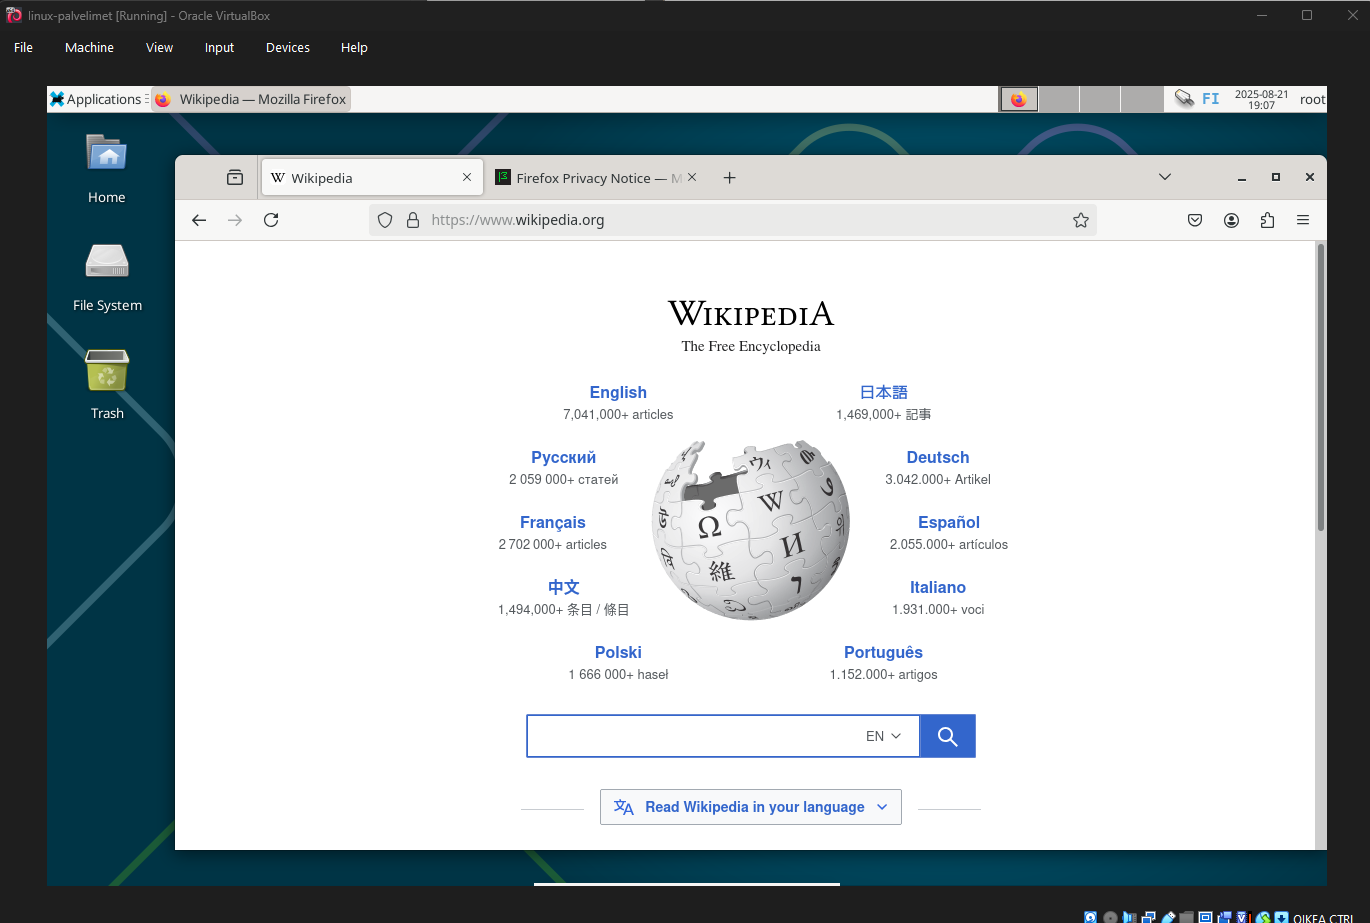 linux-palvelimet [Running] - Oracle VirtualBox
File Machine View Input Devices Help
Applications Wikipedia — Mozilla Firefox FI 2025-08-21 root
19:07
Home
File System
Trash
Wikipedia Firefox Privacy Notice — M
https://www.wikipedia.org
WIKIPEDIA
The Free Encyclopedia
English 日本語
7,041,000+ articles 1,469,000+ 記事
Русский Deutsch
2 059 000+ статей 3.042.000+ Artikel
Français Español
2 702 000+ articles 2.055.000+ artículos
中文 Italiano
1,494,000+ 条目 / 條目 1.931.000+ voci
Polski Português
1 666 000+ haseł 1.152.000+ artigos
Ω W И 維 ウィ
EN
Read Wikipedia in your language
OIKEA CTRL